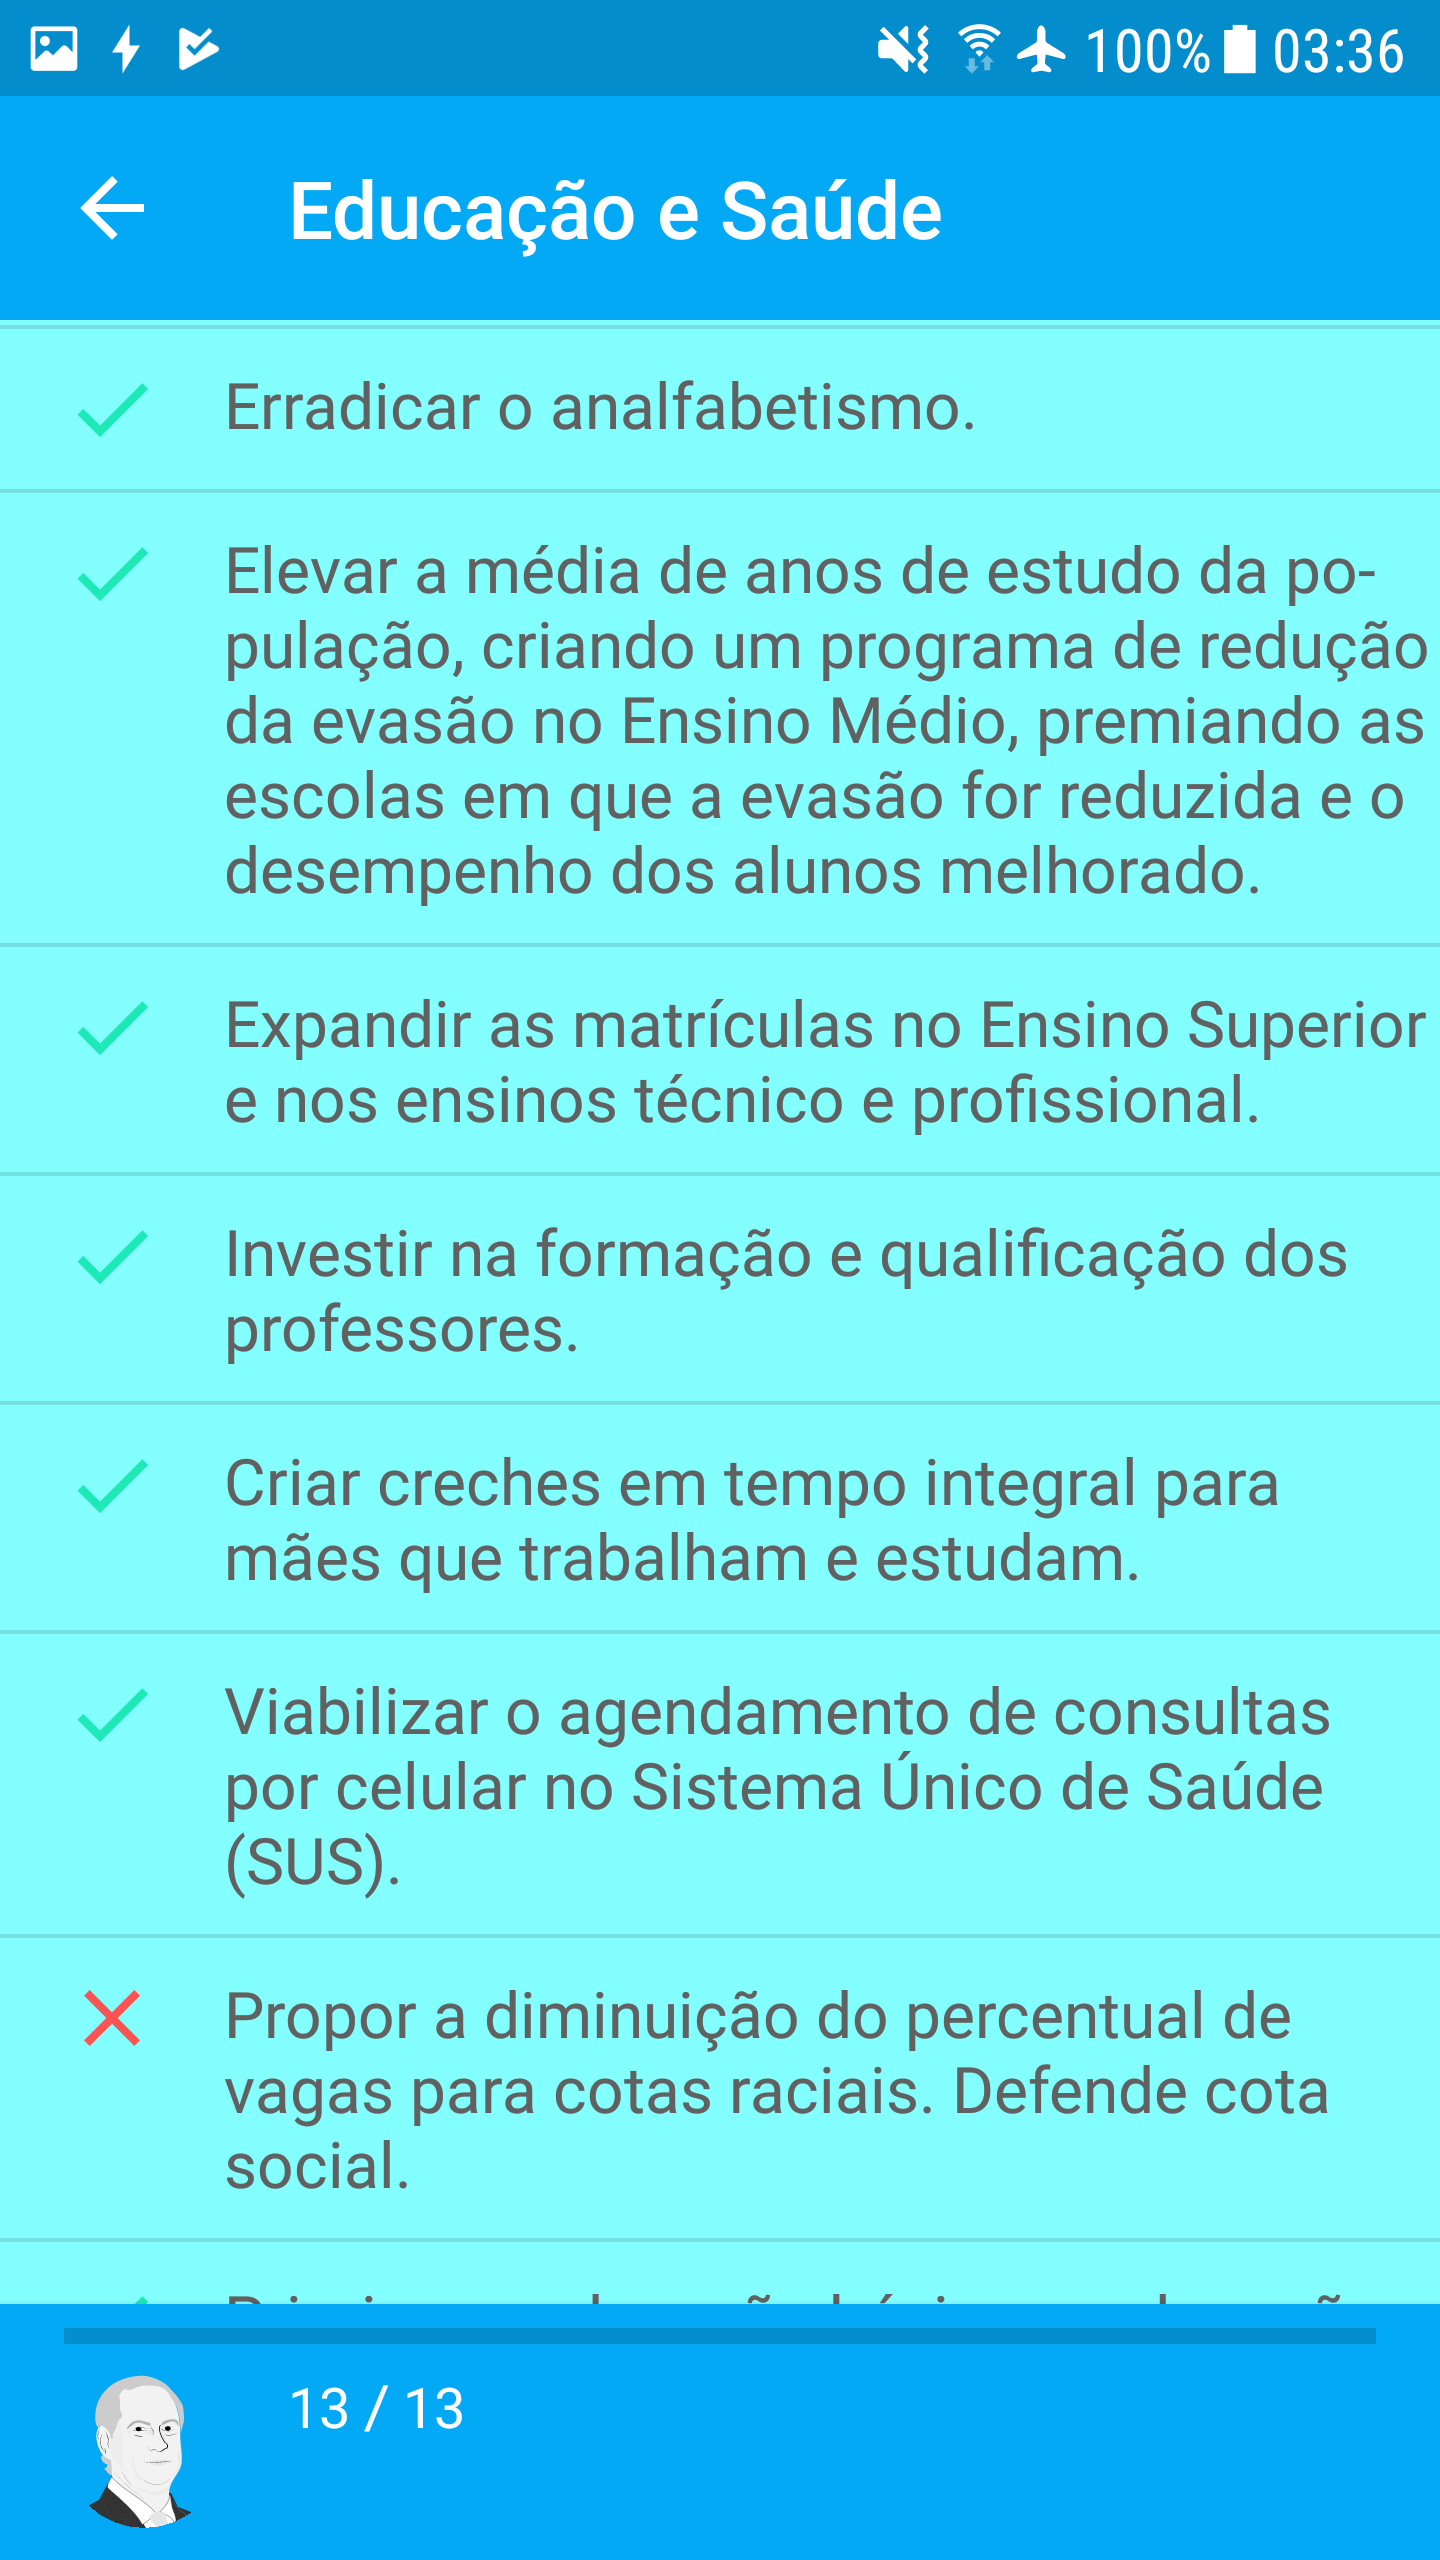 100% 03:36
Educação e Saúde
Erradicar o analfabetismo.
Elevar a média de anos de estudo da po-
pulação, criando um programa de redução
da evasão no Ensino Médio, premiando as
escolas em que a evasão for reduzida e o
desempenho dos alunos melhorado.
Expandir as matrículas no Ensino Superior
e nos ensinos técnico e profissional.
Investir na formação e qualificação dos
professores.
Criar creches em tempo integral para
mães que trabalham e estudam.
Viabilizar o agendamento de consultas
por celular no Sistema Único de Saúde
(SUS).
Propor a diminuição do percentual de
vagas para cotas raciais. Defende cota
social.
13 / 13